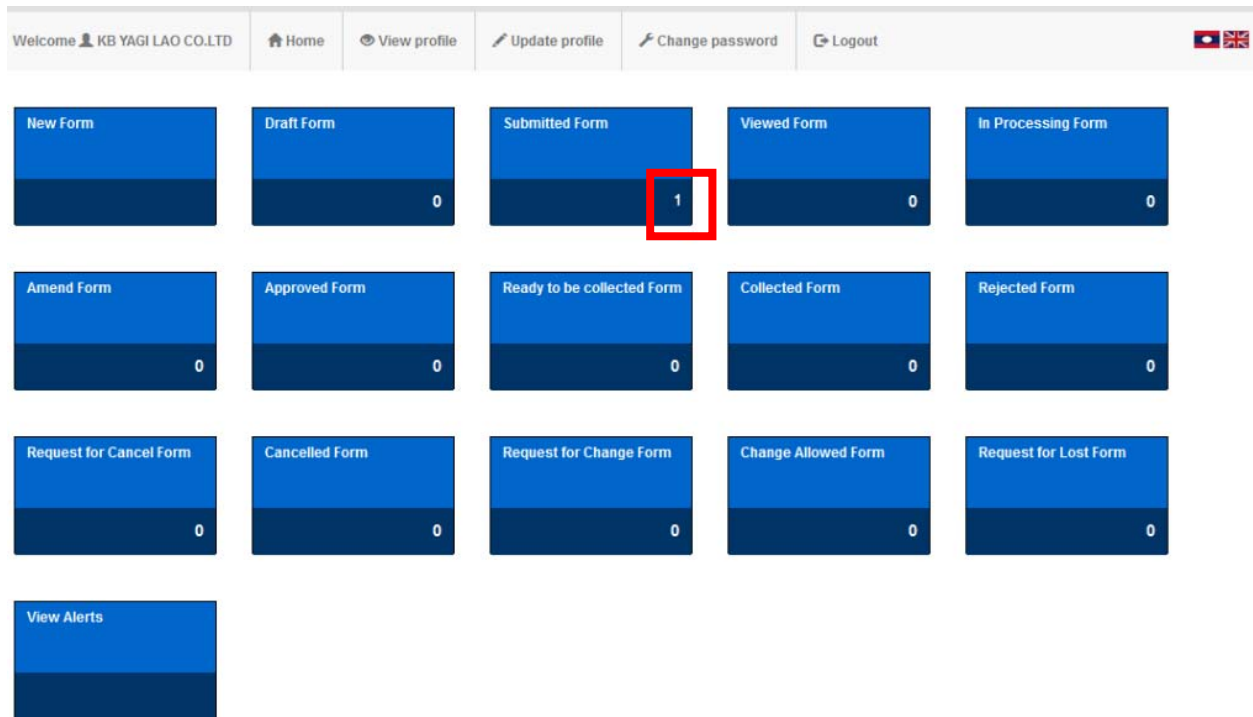 Welcome KB YAGI LAO CO.LTD Home View profile Update profile Change password Logout
New Form Draft Form Submitted Form Viewed Form In Processing Form
0 1 0 0
Amend Form Approved Form Ready to be collected Form Collected Form Rejected Form
0 0 0 0 0
Request for Cancel Form Cancelled Form Request for Change Form Change Allowed Form Request for Lost Form
0 0 0 0 0
View Alerts